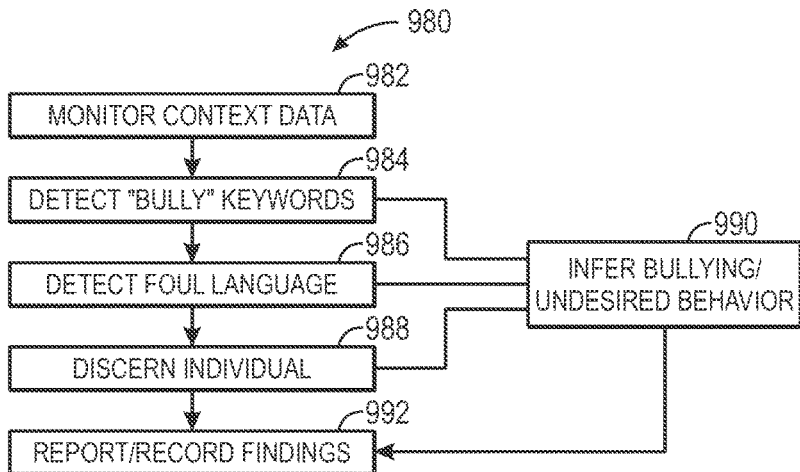 980
982
MONITOR CONTEXT DATA
984
DETECT "BULLY" KEYWORDS
986
DETECT FOUL LANGUAGE
988
DISCERN INDIVIDUAL
990
INFER BULLYING/
UNDESIRED BEHAVIOR
992
REPORT/RECORD FINDINGS